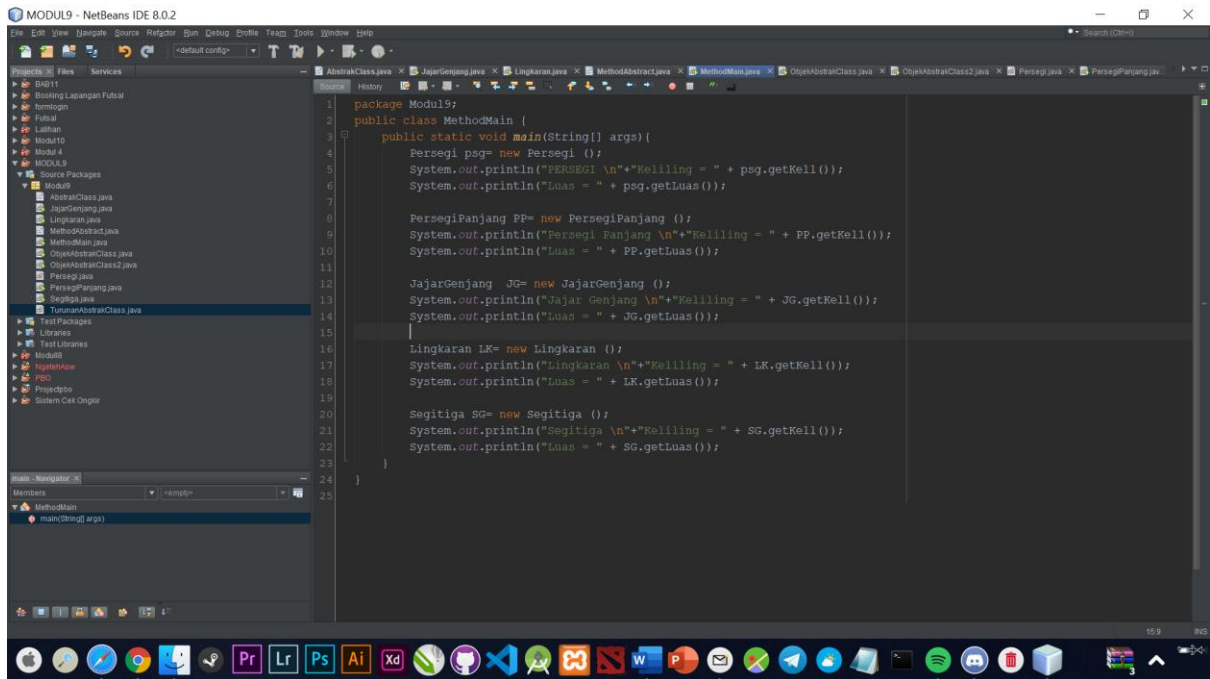 MODUL9 - NetBeans IDE 8.0.2
File Edit View Navigate Source Refactor Run Debug Profile Team Tools Window Help
Search (Ctrl+I)
<default config>
Projects Files Services
BAB11
Booking Lapangan Futsal
formlogin
Futsal
Latihan
Modul10
Modul 4
MODUL9
Source Packages
Modul9
AbstrakClass.java
JajarGenjang.java
Lingkaran.java
MethodAbstract.java
MethodMain.java
ObjekAbstrakClass.java
ObjekAbstrakClass2.java
Persegi.java
PersegiPanjang.java
Segitiga.java
TurunanAbstrakClass.java
Test Packages
Libraries
Test Libraries
Modul8
PBO
Projectpbo
Sistem Cek Ongkir
main - Navigator
Members <empty>
MethodMain
main(String[] args)
AbstrakClass.java JajarGenjang.java Lingkaran.java MethodAbstract.java MethodMain.java ObjekAbstrakClass.java ObjekAbstrakClass2.java Persegi.java PersegiPanjang.jav...
Source History
1 package Modul9;
2 public class MethodMain {
3 public static void main(String[] args){
4 Persegi psg= new Persegi ();
5 System.out.println("PERSEGI \n"+"Keliling = " + psg.getKell());
6 System.out.println("Luas = " + psg.getLuas());
7
8 PersegiPanjang PP= new PersegiPanjang ();
9 System.out.println("Persegi Panjang \n"+"Keliling = " + PP.getKell());
10 System.out.println("Luas = " + PP.getLuas());
11
12 JajarGenjang JG= new JajarGenjang ();
13 System.out.println("Jajar Genjang \n"+"Keliling = " + JG.getKell());
14 System.out.println("Luas = " + JG.getLuas());
15
16 Lingkaran LK= new Lingkaran ();
17 System.out.println("Lingkaran \n"+"Keliling = " + LK.getKell());
18 System.out.println("Luas = " + LK.getLuas());
19
20 Segitiga SG= new Segitiga ();
21 System.out.println("Segitiga \n"+"Keliling = " + SG.getKell());
22 System.out.println("Luas = " + SG.getLuas());
23 }
24 }
25
15:9 INS
Pr Lr Ps Ai Xd
3